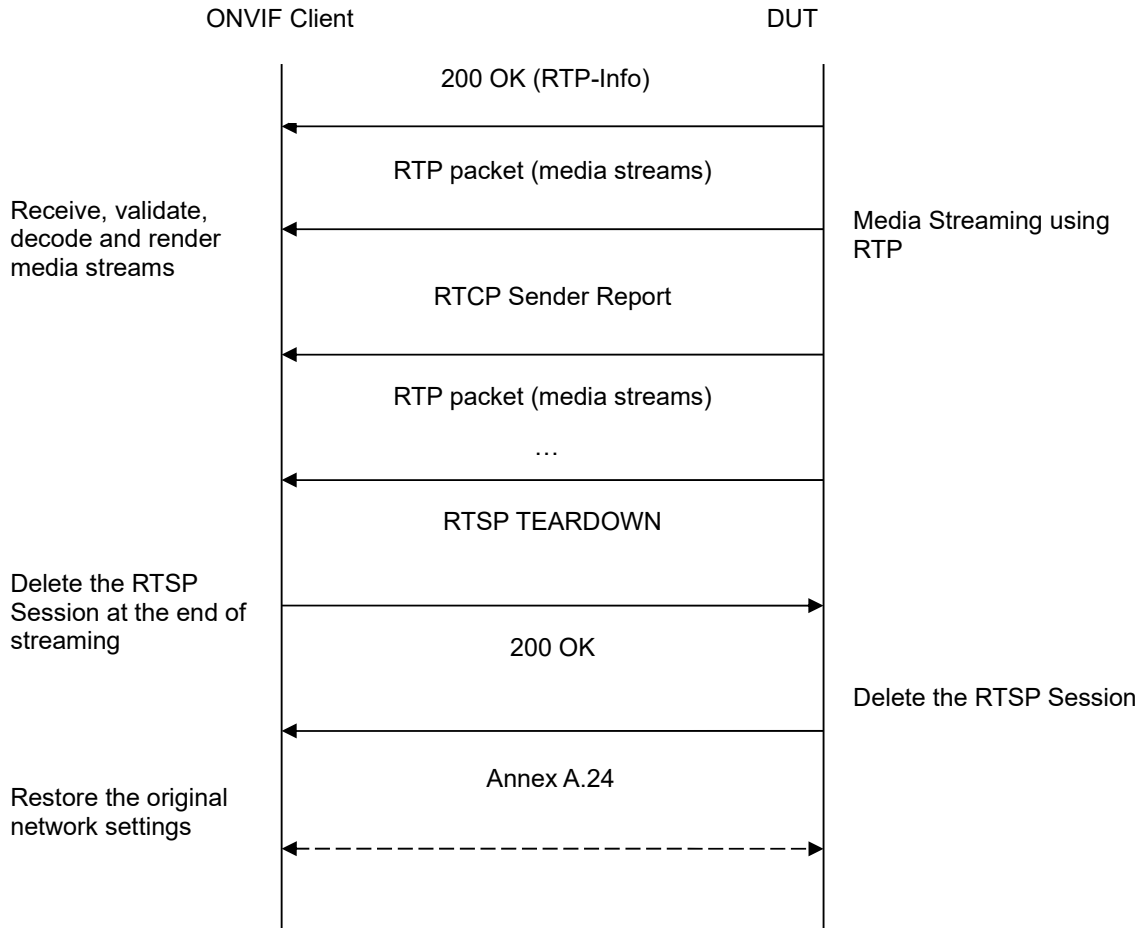 ONVIF Client
DUT
200 OK (RTP-Info)
RTP packet (media streams)
Receive, validate,
decode and render
media streams
Media Streaming using
RTP
RTCP Sender Report
RTP packet (media streams)
…
RTSP TEARDOWN
Delete the RTSP
Session at the end of
streaming
200 OK
Delete the RTSP Session
Annex A.24
Restore the original
network settings